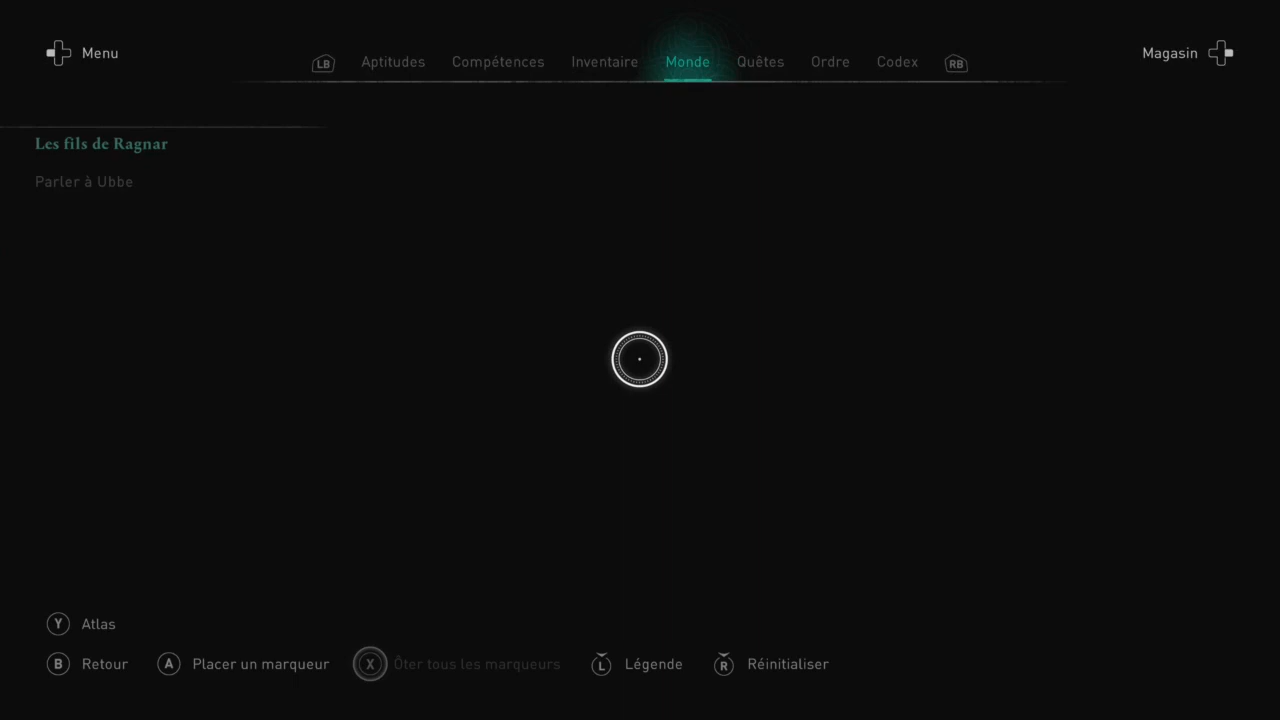 Menu
LB Aptitudes Compétences Inventaire Monde Quêtes Ordre Codex RB
Magasin
Les fils de Ragnar
Parler à Ubbe
Y Atlas
B Retour A Placer un marqueur X Ôter tous les marqueurs L Légende R Réinitialiser